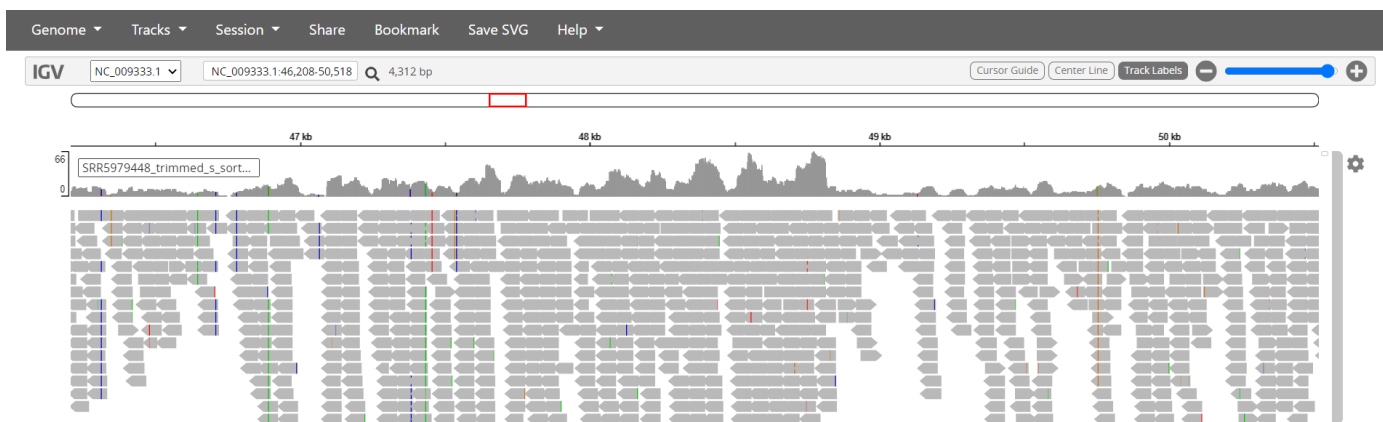 Genome Tracks Session Share Bookmark Save SVG Help
IGV NC_009333.1 NC_009333.1:46,208-50,518 4,312 bp Cursor Guide Center Line Track Labels
47 kb 48 kb 49 kb 50 kb
66
SRR5979448_trimmed_s_sort...
0